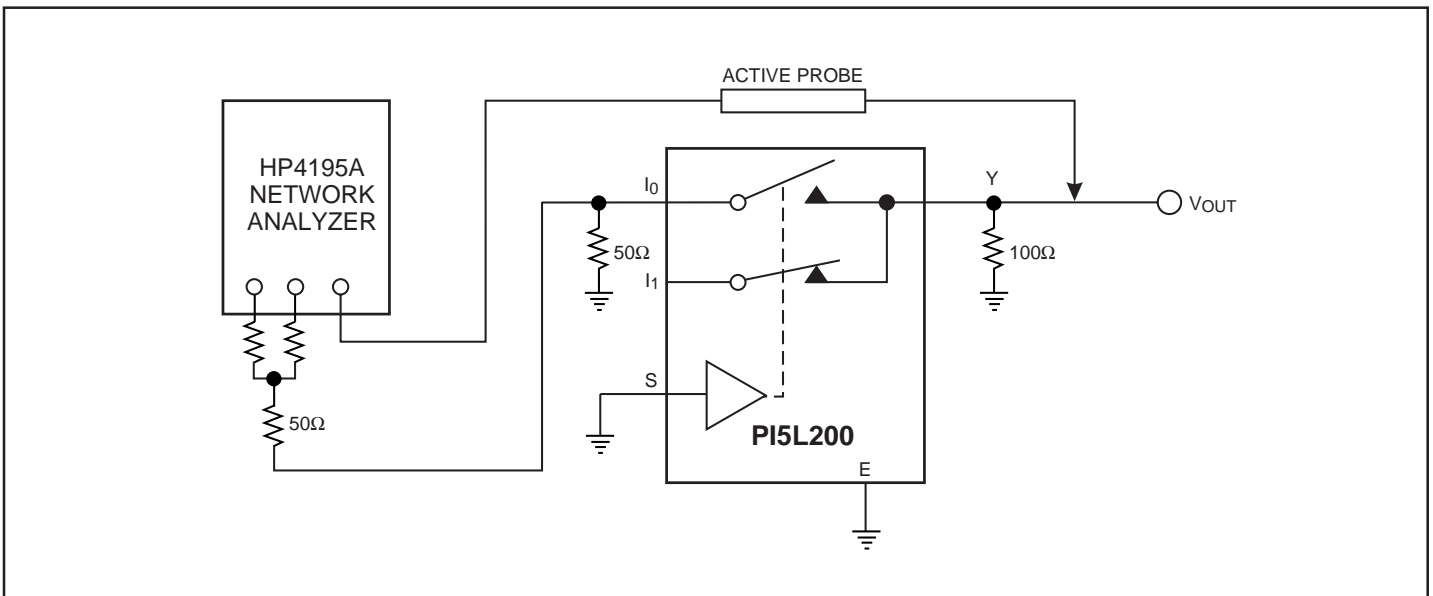 ACTIVE PROBE
HP4195A
NETWORK
ANALYZER
I0
Y
VOUT
50Ω
100Ω
I1
S
50Ω
PI5L200
E